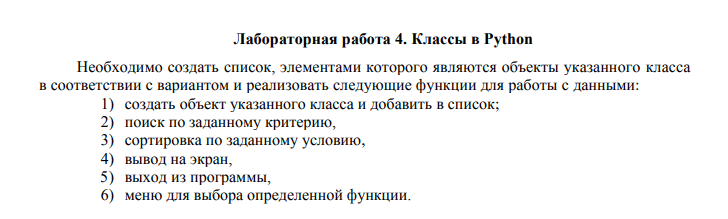 Лабораторная работа 4. Классы в Python
Необходимо создать список, элементами которого являются объекты указанного класса
в соответствии с вариантом и реализовать следующие функции для работы с данными:
1) создать объект указанного класса и добавить в список;
2) поиск по заданному критерию,
3) сортировка по заданному условию,
4) вывод на экран,
5) выход из программы,
6) меню для выбора определенной функции.